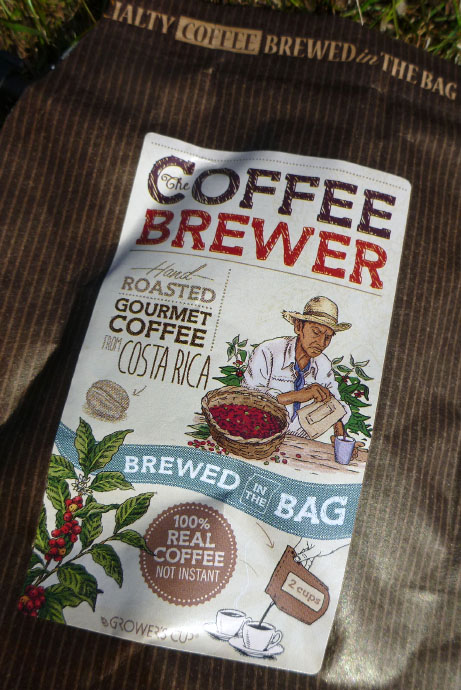 IALTY COFFEE BREWED in THE BAG
The COFFEE
BREWER
Hand
ROASTED
GOURMET
COFFEE
FROM COSTA RICA
BREWED IN THE BAG
100%
REAL
COFFEE
NOT INSTANT
2 cups
GROWER'S CUP